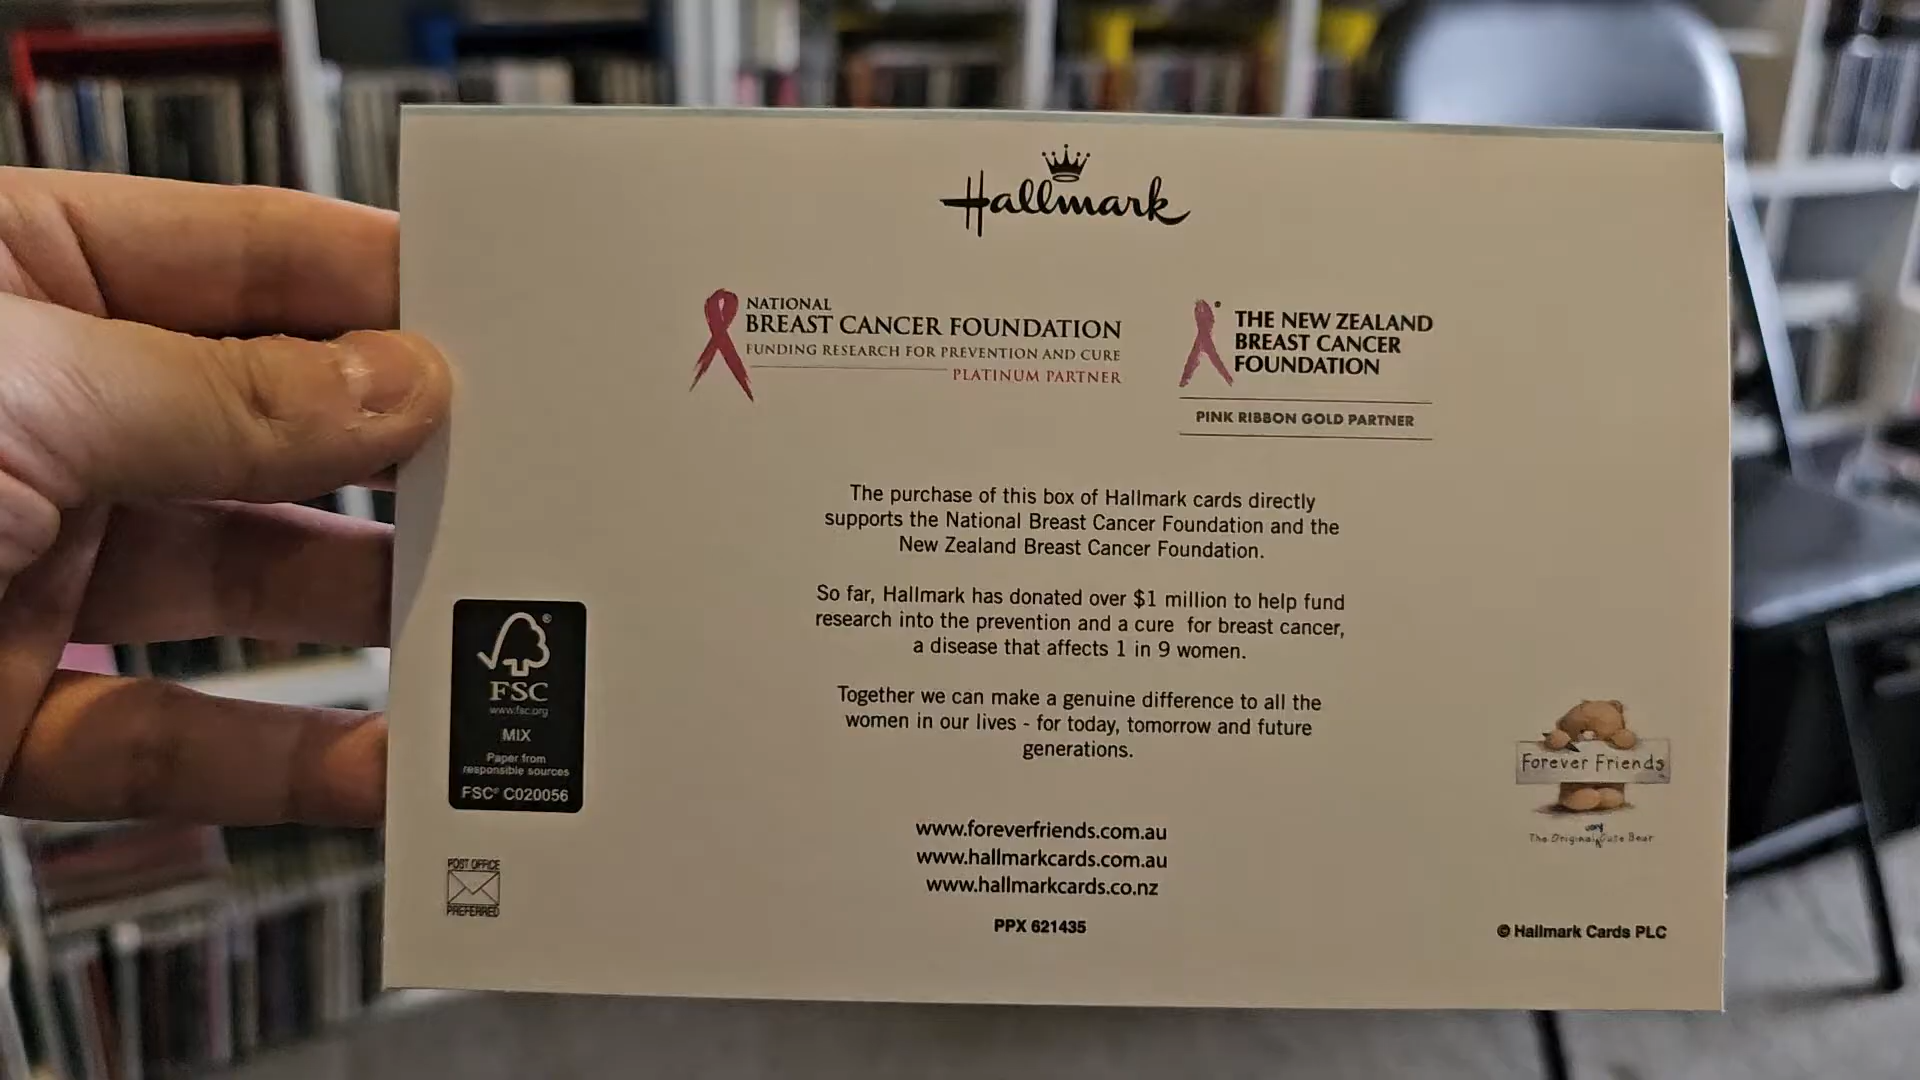 Hallmark
NATIONAL
BREAST CANCER FOUNDATION
FUNDING RESEARCH FOR PREVENTION AND CURE
PLATINUM PARTNER
THE NEW ZEALAND
BREAST CANCER
FOUNDATION
PINK RIBBON GOLD PARTNER
The purchase of this box of Hallmark cards directly
supports the National Breast Cancer Foundation and the
New Zealand Breast Cancer Foundation.
So far, Hallmark has donated over $1 million to help fund
research into the prevention and a cure for breast cancer,
a disease that affects 1 in 9 women.
Together we can make a genuine difference to all the
women in our lives - for today, tomorrow and future
generations.
FSC®
www.fsc.org
MIX
Paper from
responsible sources
FSC® C020056
POST OFFICE
PREFERRED
www.foreverfriends.com.au
www.hallmarkcards.com.au
www.hallmarkcards.co.nz
PPX 621435
Forever Friends
The Original very Cute Bear
© Hallmark Cards PLC